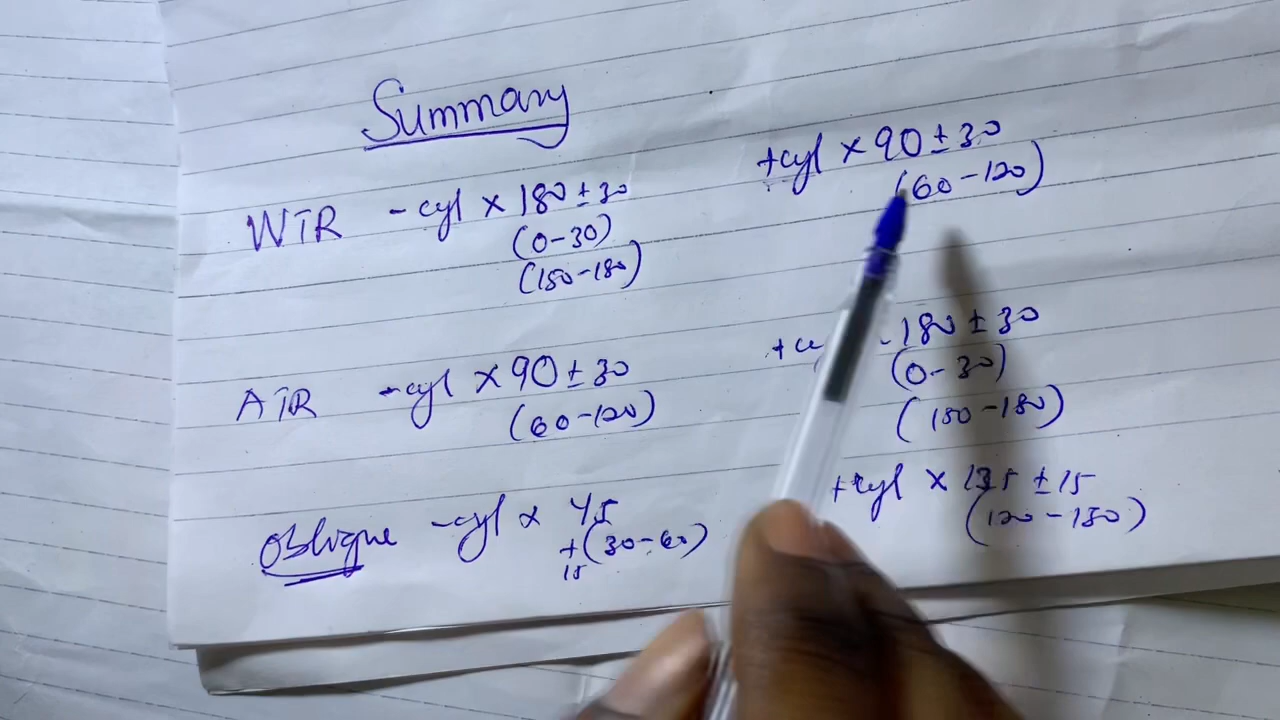 Summary
WTR -cyl × 180 ± 30 +cyl × 90 ± 30
(0-30) (60-120)
(150-180)
ATR -cyl × 90 ± 30 180 ± 30
(60-120) (0-30)
(150-180)
Oblique -cyl × 45 +cyl × 135 ± 15
±15 (30-60) (120-150)